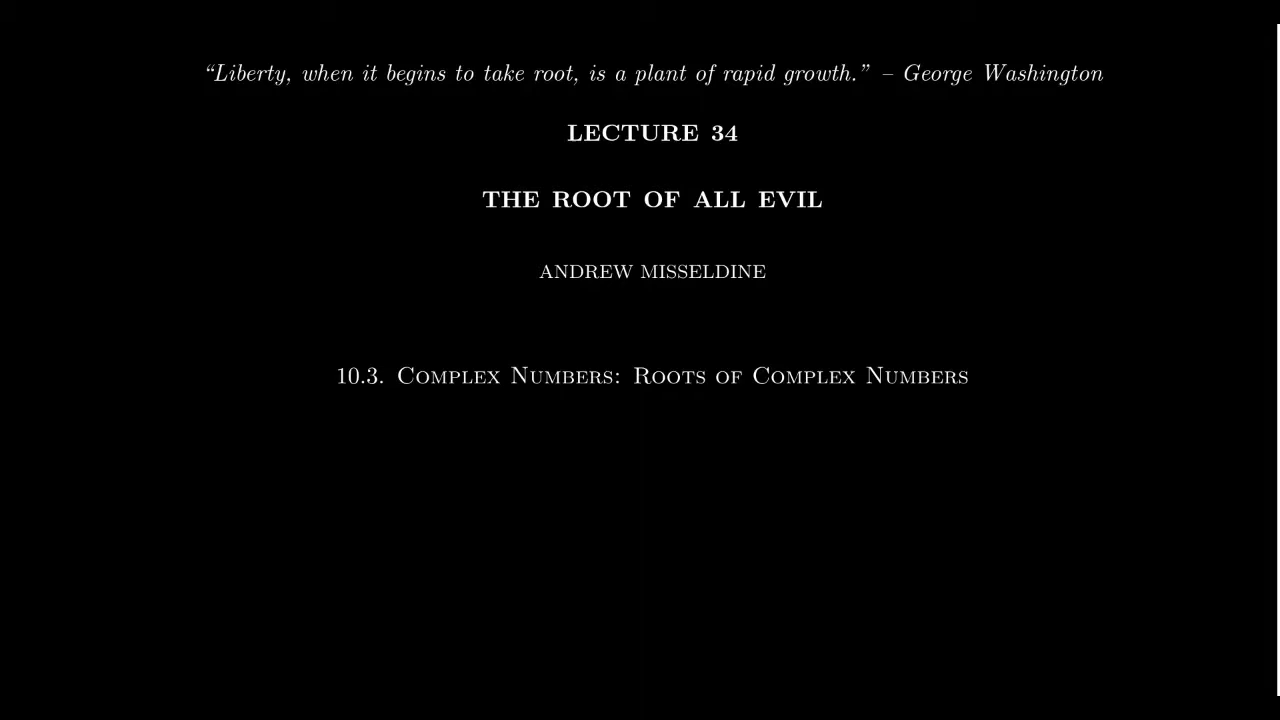 “Liberty, when it begins to take root, is a plant of rapid growth.” – George Washington
LECTURE 34
THE ROOT OF ALL EVIL
ANDREW MISSELDINE
10.3. Complex Numbers: Roots of Complex Numbers